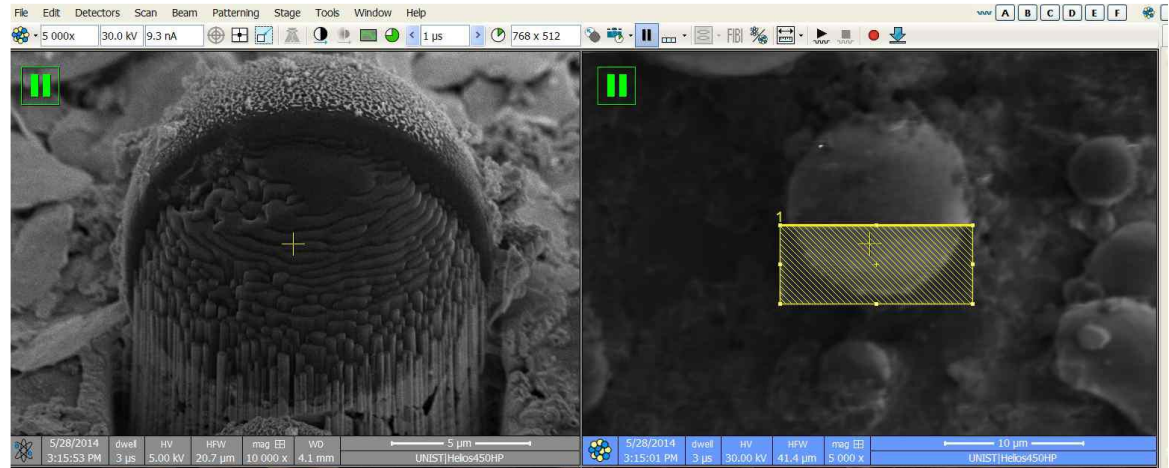 File Edit Detectors Scan Beam Patterning Stage Tools Window Help A B C D E F
5 000x 30.0 kV 9.3 nA 1 µs 768 x 512 FIBI
1
5/28/2014 dwell HV HFW mag WD 5 µm
3:15:53 PM 3 µs 5.00 kV 20.7 µm 10 000 x 4.1 mm UNIST|Helios450HP
5/28/2014 dwell HV HFW mag 10 µm
3:15:01 PM 3 µs 30.00 kV 41.4 µm 5 000 x UNIST|Helios450HP